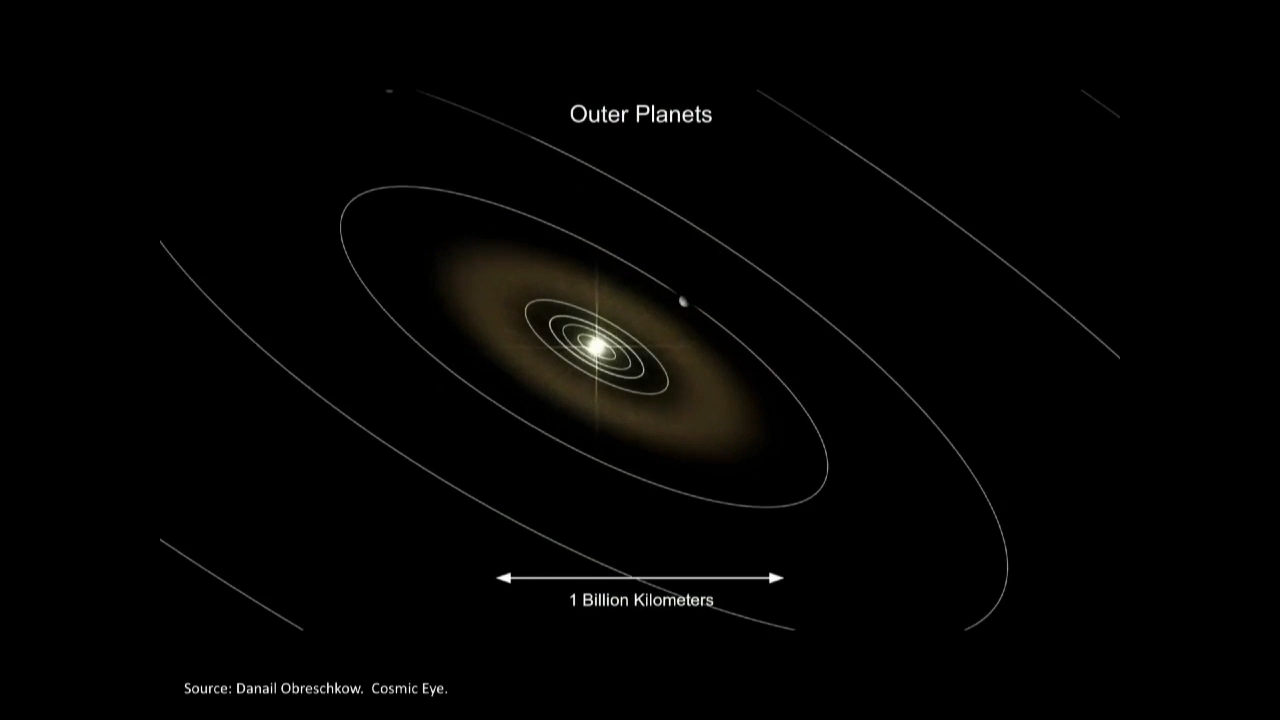 Outer Planets
1 Billion Kilometers
Source: Danail Obreschkow.  Cosmic Eye.